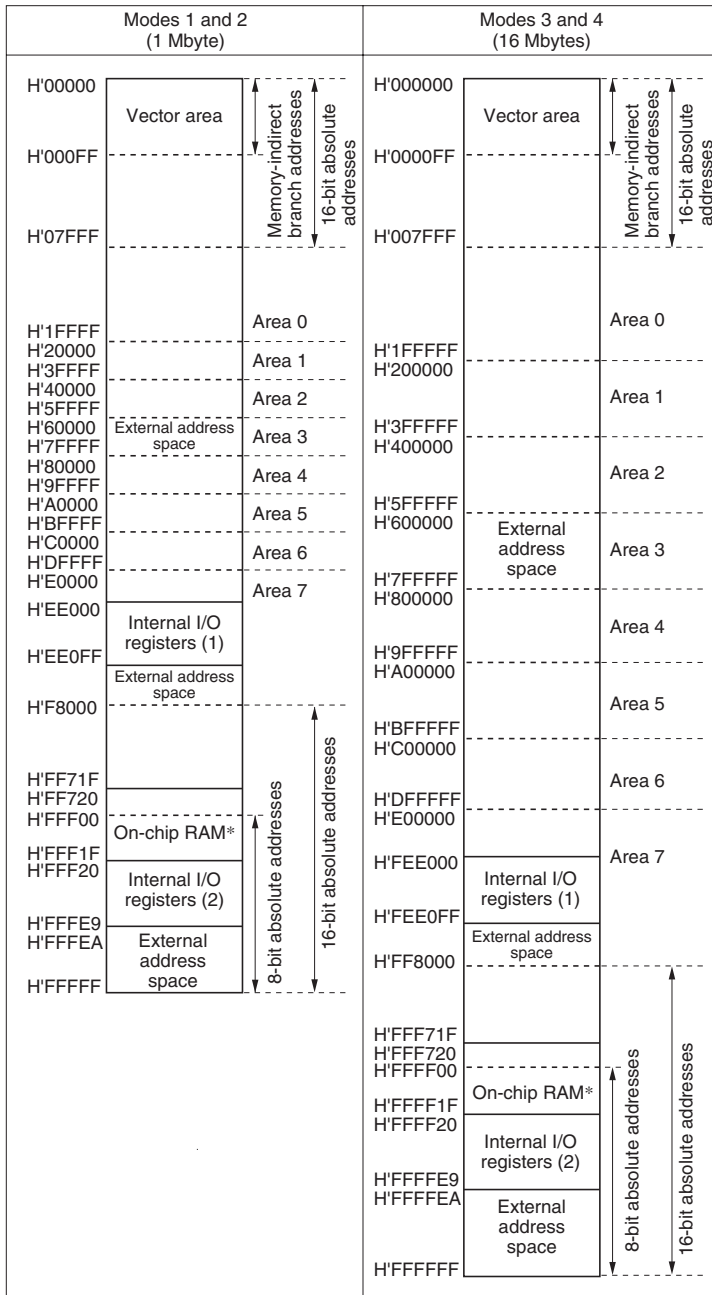 Modes 1 and 2
(1 Mbyte)
H'00000
Vector area
H'000FF
H'07FFF
Memory-indirect
branch addresses
16-bit absolute
addresses
H'1FFFF
Area 0
H'20000
H'3FFFF
Area 1
H'40000
H'5FFFF
Area 2
H'60000
H'7FFFF
External address
space
Area 3
H'80000
H'9FFFF
Area 4
H'A0000
H'BFFFF
Area 5
H'C0000
H'DFFFF
Area 6
H'E0000
Area 7
H'EE000
Internal I/O
registers (1)
H'EE0FF
External address
space
H'F8000
H'FF71F
H'FF720
H'FFF00
On-chip RAM*
H'FFF1F
H'FFF20
Internal I/O
registers (2)
H'FFFE9
H'FFFEA
External
address
space
H'FFFFF
8-bit absolute addresses
16-bit absolute addresses
Modes 3 and 4
(16 Mbytes)
H'000000
Vector area
H'0000FF
H'007FFF
Memory-indirect
branch addresses
16-bit absolute
addresses
Area 0
H'1FFFFF
H'200000
Area 1
H'3FFFFF
H'400000
Area 2
H'5FFFFF
H'600000
External
address
space
Area 3
H'7FFFFF
H'800000
Area 4
H'9FFFFF
H'A00000
Area 5
H'BFFFFF
H'C00000
Area 6
H'DFFFFF
H'E00000
Area 7
H'FEE000
Internal I/O
registers (1)
H'FEE0FF
External address
space
H'FF8000
H'FFF71F
H'FFF720
H'FFFF00
On-chip RAM*
H'FFFF1F
H'FFFF20
Internal I/O
registers (2)
H'FFFFE9
H'FFFFEA
External
address
space
H'FFFFFF
8-bit absolute addresses
16-bit absolute addresses